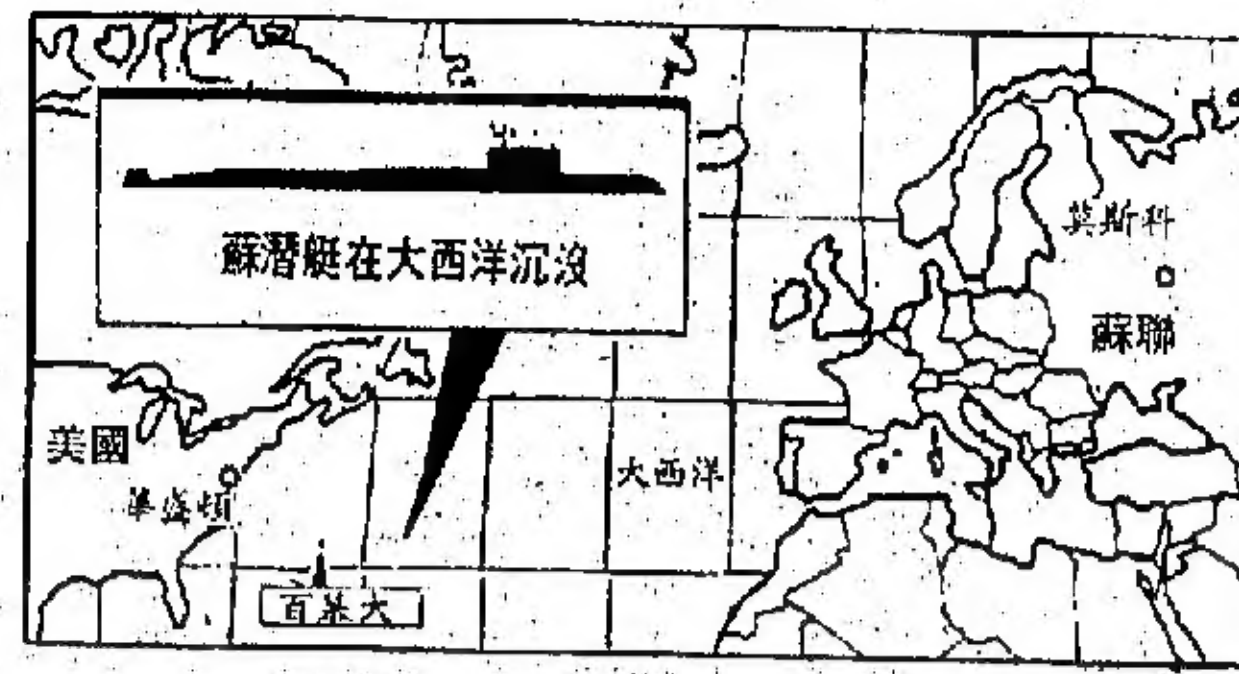 蘇潛艇在大西洋沉沒
莫斯科
蘇聯
美國
華盛頓
大西洋
百慕大